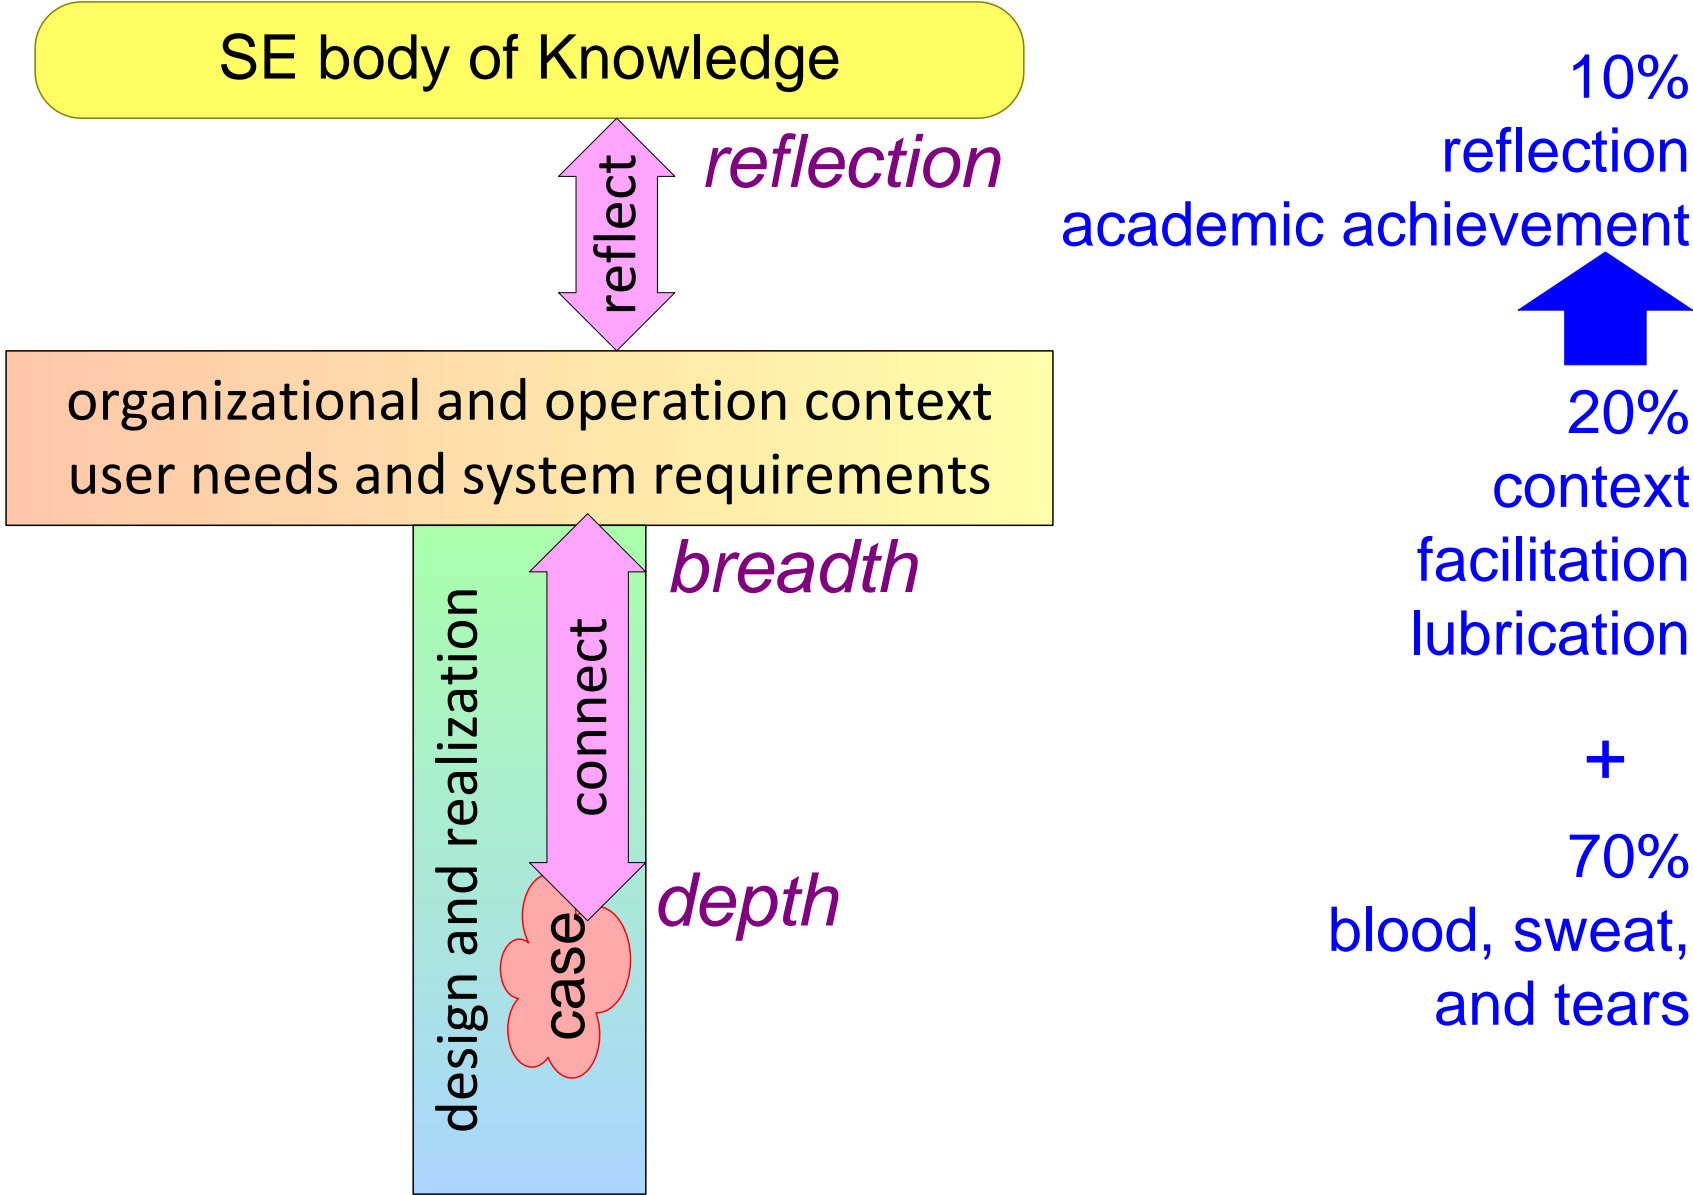 SE body of Knowledge
reflect
reflection
organizational and operation context
user needs and system requirements
design and realization
connect
case
breadth
depth
10%
reflection
academic achievement
20%
context
facilitation
lubrication
+
70%
blood, sweat,
and tears